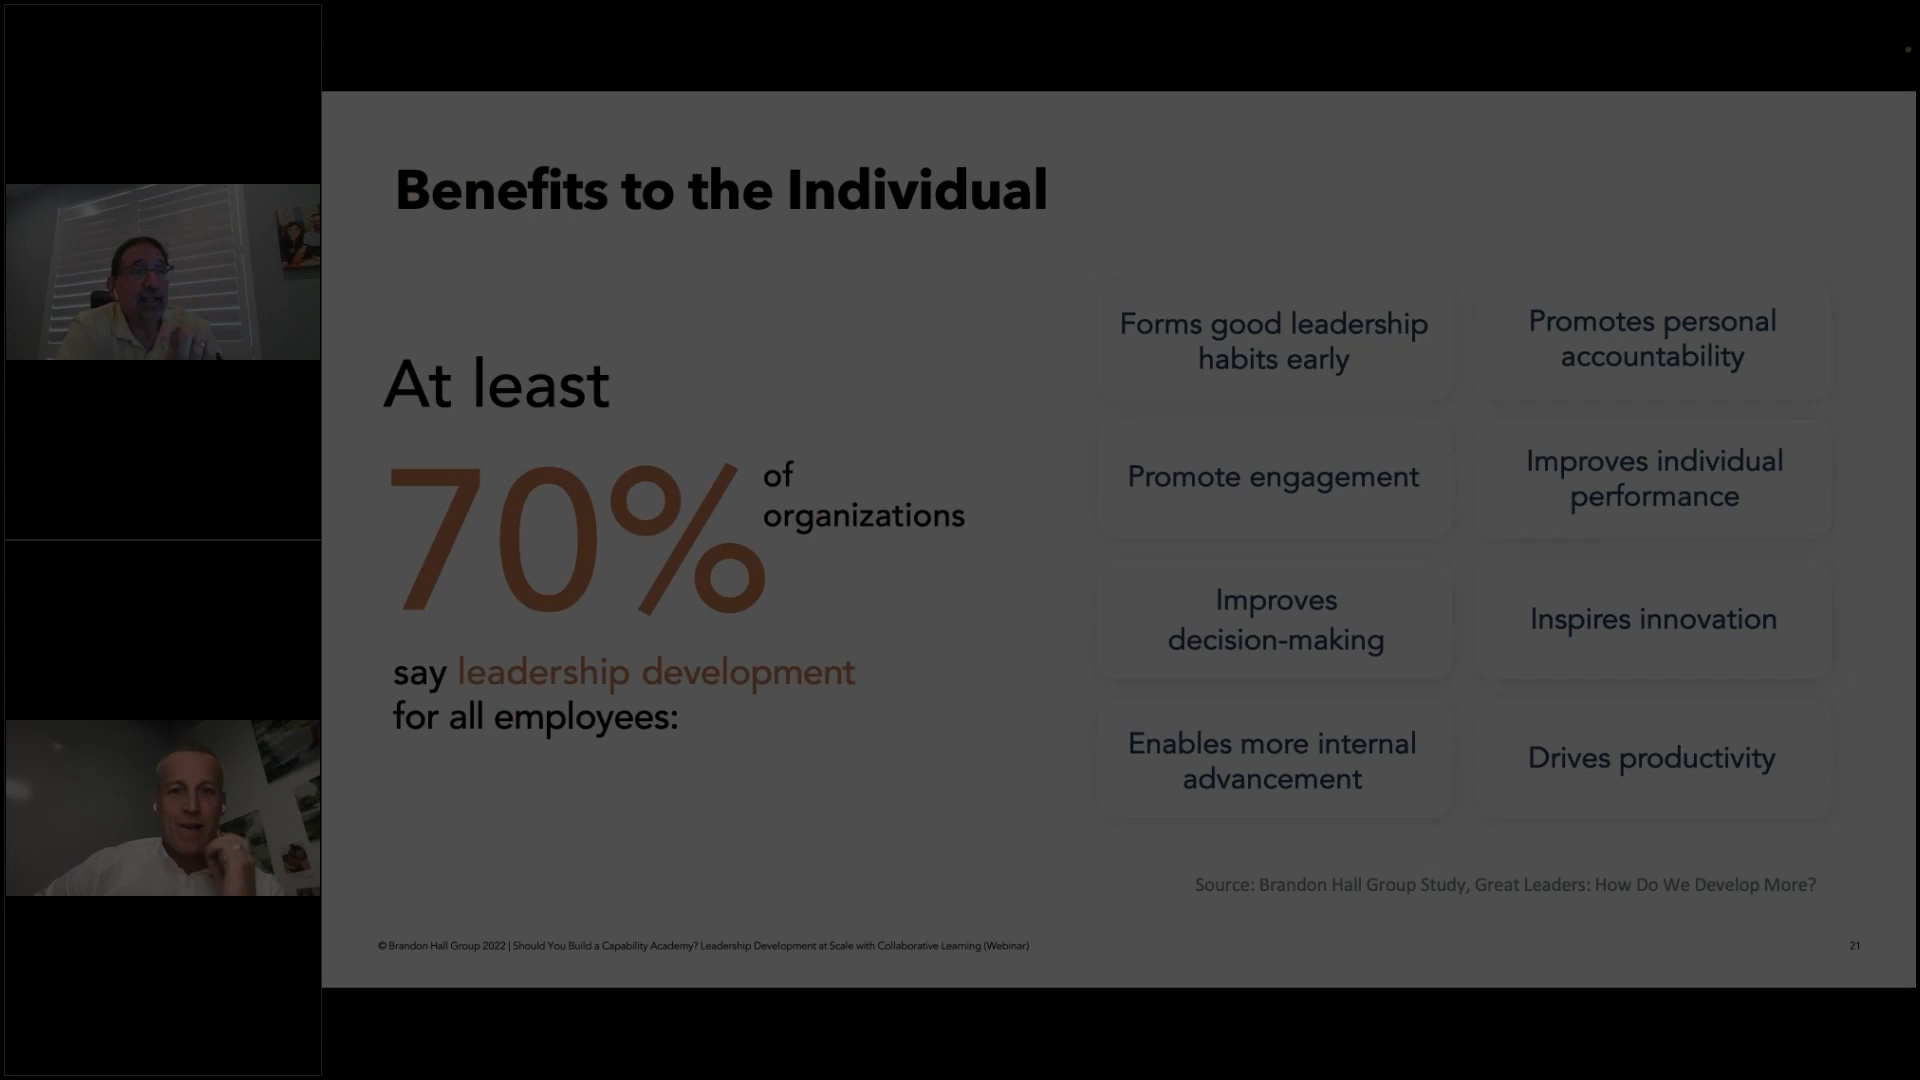 Benefits to the Individual
At least
70%
of
organizations
say leadership development
for all employees:
Forms good leadership
habits early
Promotes personal
accountability
Promote engagement
Improves individual
performance
Improves
decision-making
Inspires innovation
Enables more internal
advancement
Drives productivity
Source: Brandon Hall Group Study, Great Leaders: How Do We Develop More?
© Brandon Hall Group 2022 | Should You Build a Capability Academy? Leadership Development at Scale with Collaborative Learning (Webinar)
21